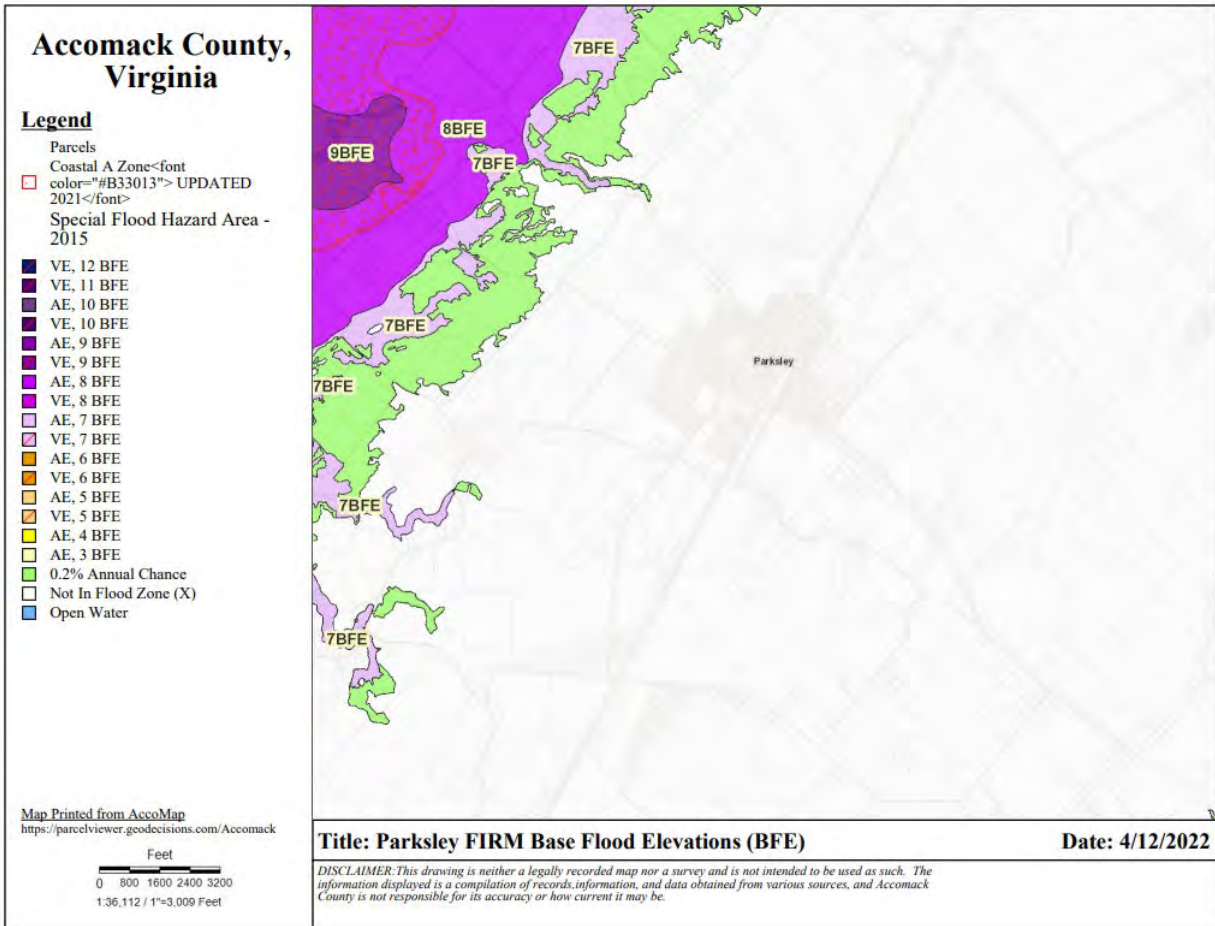 Accomack County,
Virginia
Legend
Parcels
Coastal A Zone<font
color="#B33013"> UPDATED
2021</font>
Special Flood Hazard Area -
2015
VE, 12 BFE
VE, 11 BFE
AE, 10 BFE
VE, 10 BFE
AE, 9 BFE
VE, 9 BFE
AE, 8 BFE
VE, 8 BFE
AE, 7 BFE
VE, 7 BFE
AE, 6 BFE
VE, 6 BFE
AE, 5 BFE
VE, 5 BFE
AE, 4 BFE
AE, 3 BFE
0.2% Annual Chance
Not In Flood Zone (X)
Open Water
Map Printed from AccoMap
https://parcelviewer.geodecisions.com/Accomack
Feet
0 800 1600 2400 3200
1:36,112 / 1"=3,009 Feet
7BFE
8BFE
9BFE
7BFE
7BFE
7BFE
7BFE
7BFE
Parksley
Title: Parksley FIRM Base Flood Elevations (BFE) Date: 4/12/2022
DISCLAIMER:This drawing is neither a legally recorded map nor a survey and is not intended to be used as such. The
information displayed is a compilation of records,information, and data obtained from various sources, and Accomack
County is not responsible for its accuracy or how current it may be.